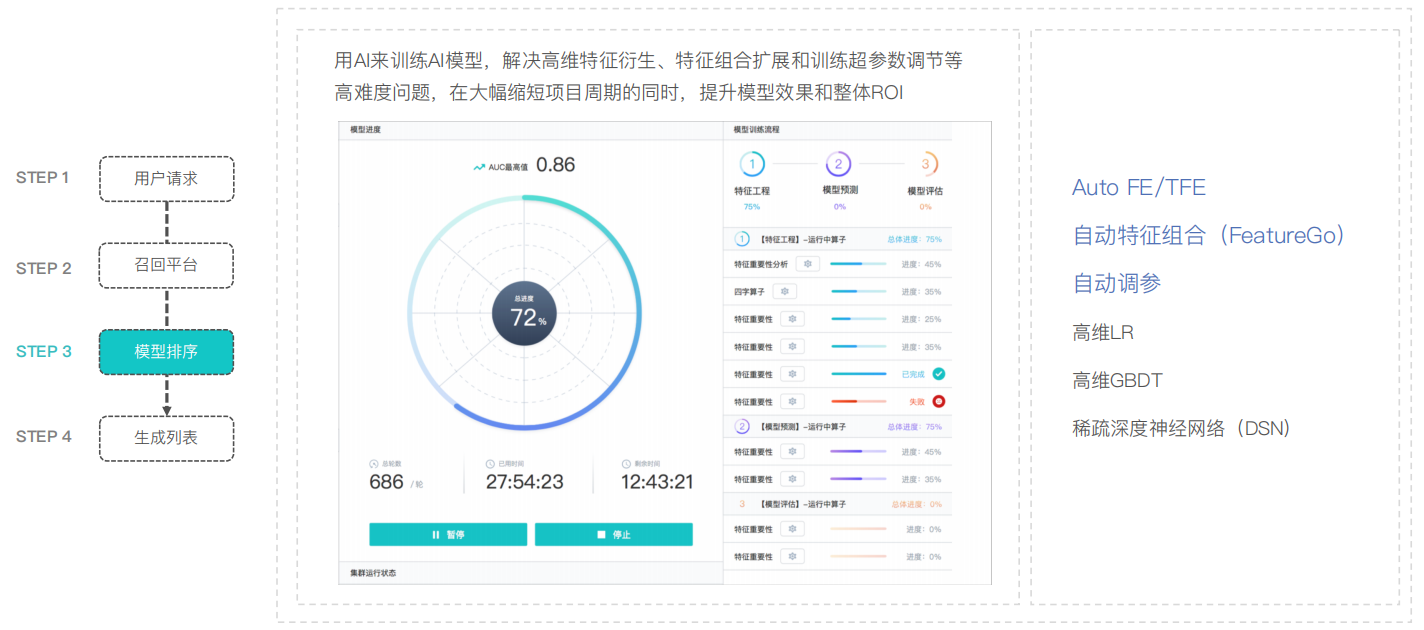 STEP 1
用户请求
STEP 2
召回平台
STEP 3
模型排序
STEP 4
生成列表
用AI来训练AI模型，解决高维特征衍生、特征组合扩展和训练超参数调节等
高难度问题，在大幅缩短项目周期的同时，提升模型效果和整体ROI
模型进度
AUC最高值 0.86
总进度
72%
总轮数
686 /轮
已用时间
27:54:23
剩余时间
12:43:21
暂停
停止
集群运行状态
模型训练流程
1
2
3
特征工程
模型预测
模型评估
75%
0%
0%
1 【特征工程】-运行中算子 总体进度：75%
特征重要性分析 进度：45%
四字算子 进度：35%
特征重要性 进度：25%
特征重要性 进度：35%
特征重要性 已完成
特征重要性 失败
2 【模型预测】-运行中算子 总体进度：75%
特征重要性 进度：45%
特征重要性 进度：35%
3 【模型评估】-运行中算子 总体进度：0%
特征重要性 进度：0%
特征重要性 进度：0%
Auto FE/TFE
自动特征组合（FeatureGo）
自动调参
高维LR
高维GBDT
稀疏深度神经网络（DSN）